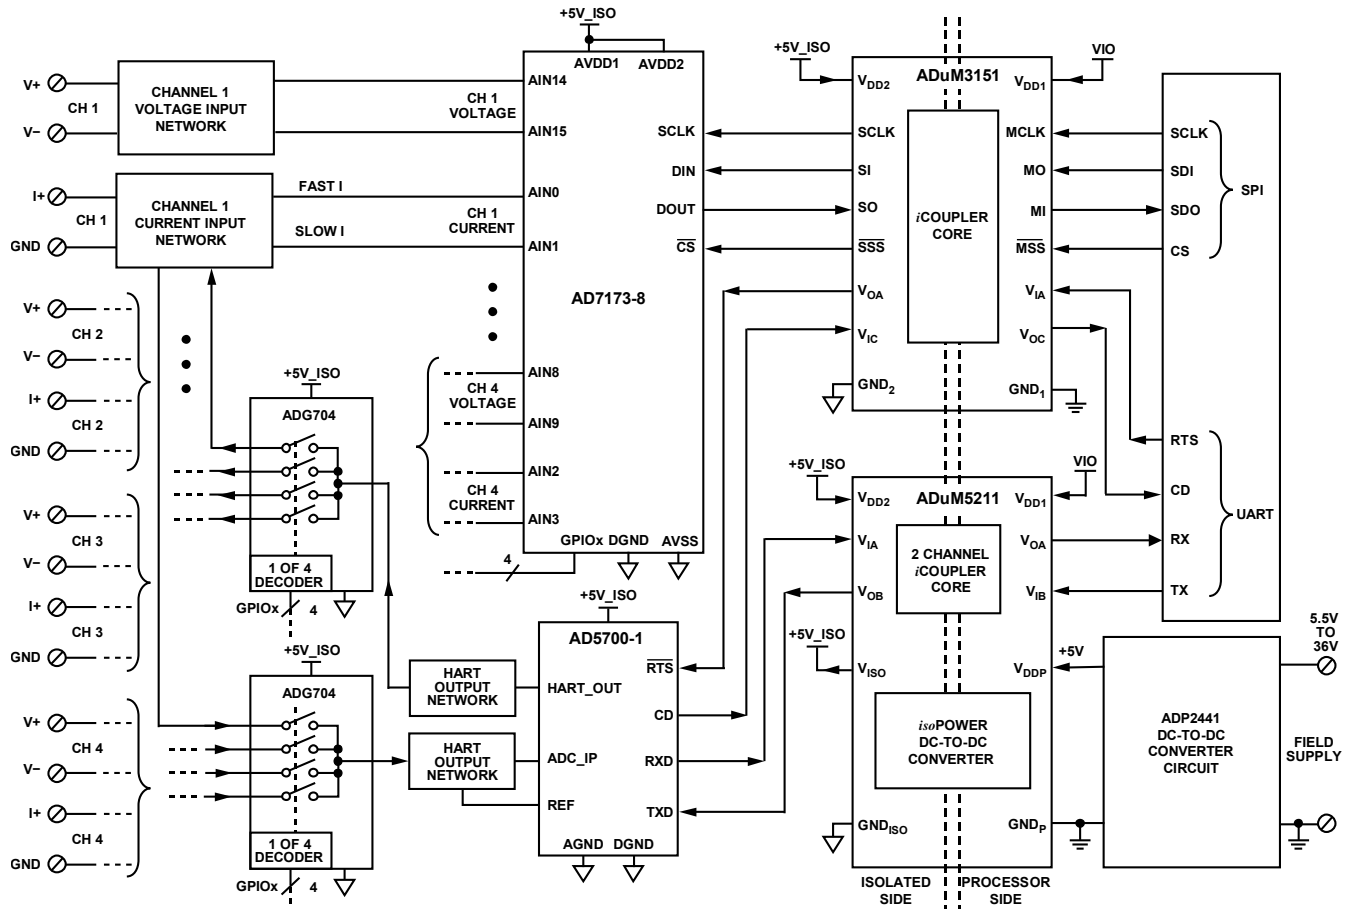 V+
CH 1
V−
CHANNEL 1
VOLTAGE INPUT
NETWORK
CH 1
VOLTAGE
I+
CH 1
GND
CHANNEL 1
CURRENT INPUT
NETWORK
FAST I
SLOW I
CH 1
CURRENT
V+
CH 2
V−
I+
CH 2
GND
V+
CH 3
V−
I+
CH 3
GND
V+
CH 4
V−
I+
CH 4
GND
+5V_ISO
ADG704
1 OF 4
DECODER
GPIOx
4
+5V_ISO
ADG704
1 OF 4
DECODER
GPIOx
4
CH 4
VOLTAGE
CH 4
CURRENT
4
+5V_ISO
AVDD1
AVDD2
AIN14
AIN15
AIN0
AIN1
AIN8
AIN9
AIN2
AIN3
SCLK
DIN
DOUT
CS
AD7173-8
GPIOx
DGND
AVSS
HART
OUTPUT
NETWORK
HART
OUTPUT
NETWORK
+5V_ISO
AD5700-1
HART_OUT
ADC_IP
REF
RTS
CD
RXD
TXD
AGND
DGND
+5V_ISO
VIO
ADuM3151
VDD2
SCLK
SI
SO
SSS
VOA
VIC
GND2
iCOUPLER
CORE
VDD1
MCLK
MO
MI
MSS
VIA
VOC
GND1
+5V_ISO
VIO
ADuM5211
VDD2
VIA
VOB
+5V_ISO
VISO
GNDISO
2 CHANNEL
iCOUPLER
CORE
isoPOWER
DC-TO-DC
CONVERTER
VDD1
VOA
VIB
VDDP
GNDP
+5V
ISOLATED
SIDE
PROCESSOR
SIDE
SCLK
SDI
SDO
CS
SPI
RTS
CD
RX
TX
UART
ADP2441
DC-TO-DC
CONVERTER
CIRCUIT
5.5V
TO
36V
FIELD
SUPPLY